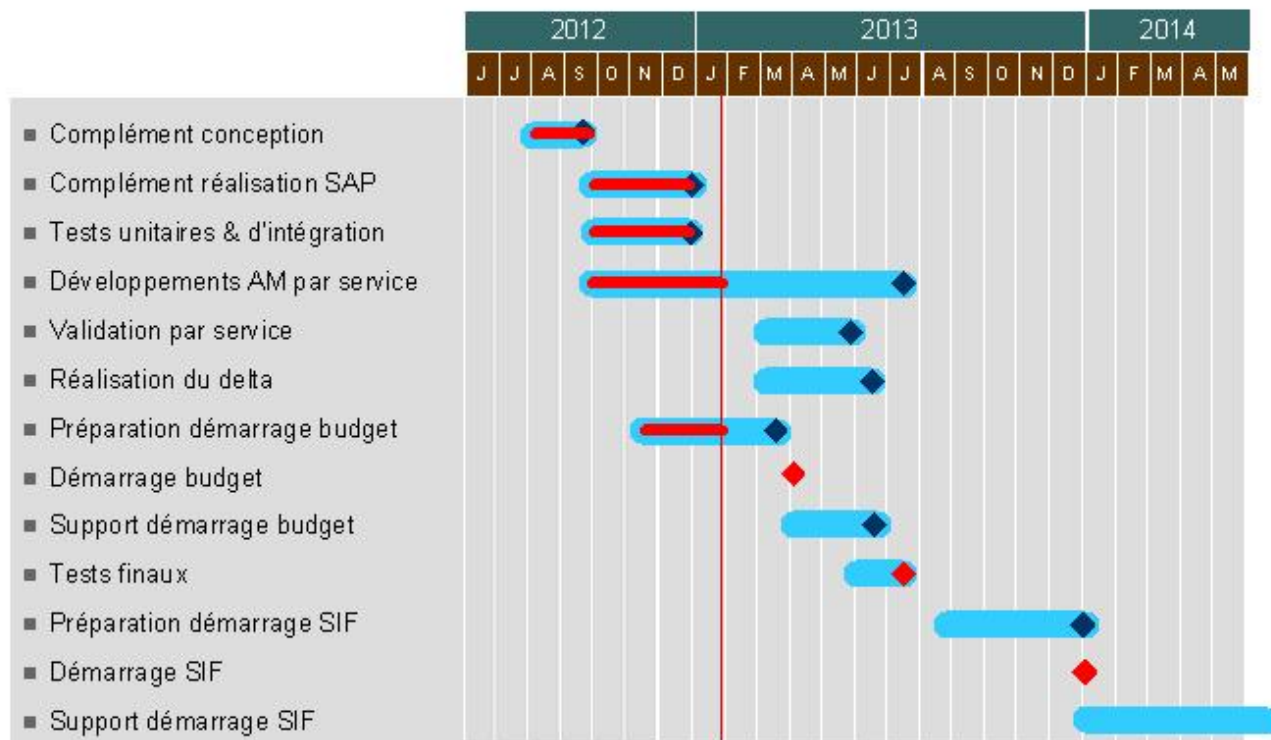 2012 2013 2014
J J A S O N D J F M A M J J A S O N D J F M A M
Complément conception
Complément réalisation SAP
Tests unitaires & d'intégration
Développements AM par service
Validation par service
Réalisation du delta
Préparation démarrage budget
Démarrage budget
Support démarrage budget
Tests finaux
Préparation démarrage SIF
Démarrage SIF
Support démarrage SIF